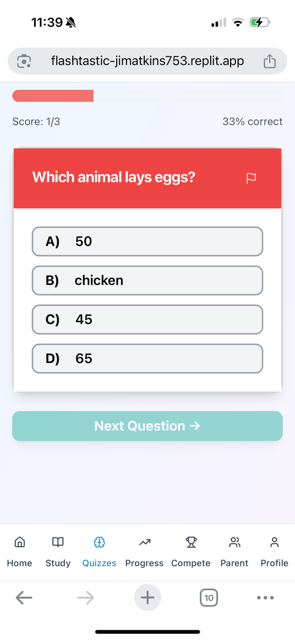 11:39
flashtastic-jimatkins753.replit.app
Score: 1/3
33% correct
Which animal lays eggs?
A) 50
B) chicken
C) 45
D) 65
Next Question →
Home Study Quizzes Progress Compete Parent Profile
10